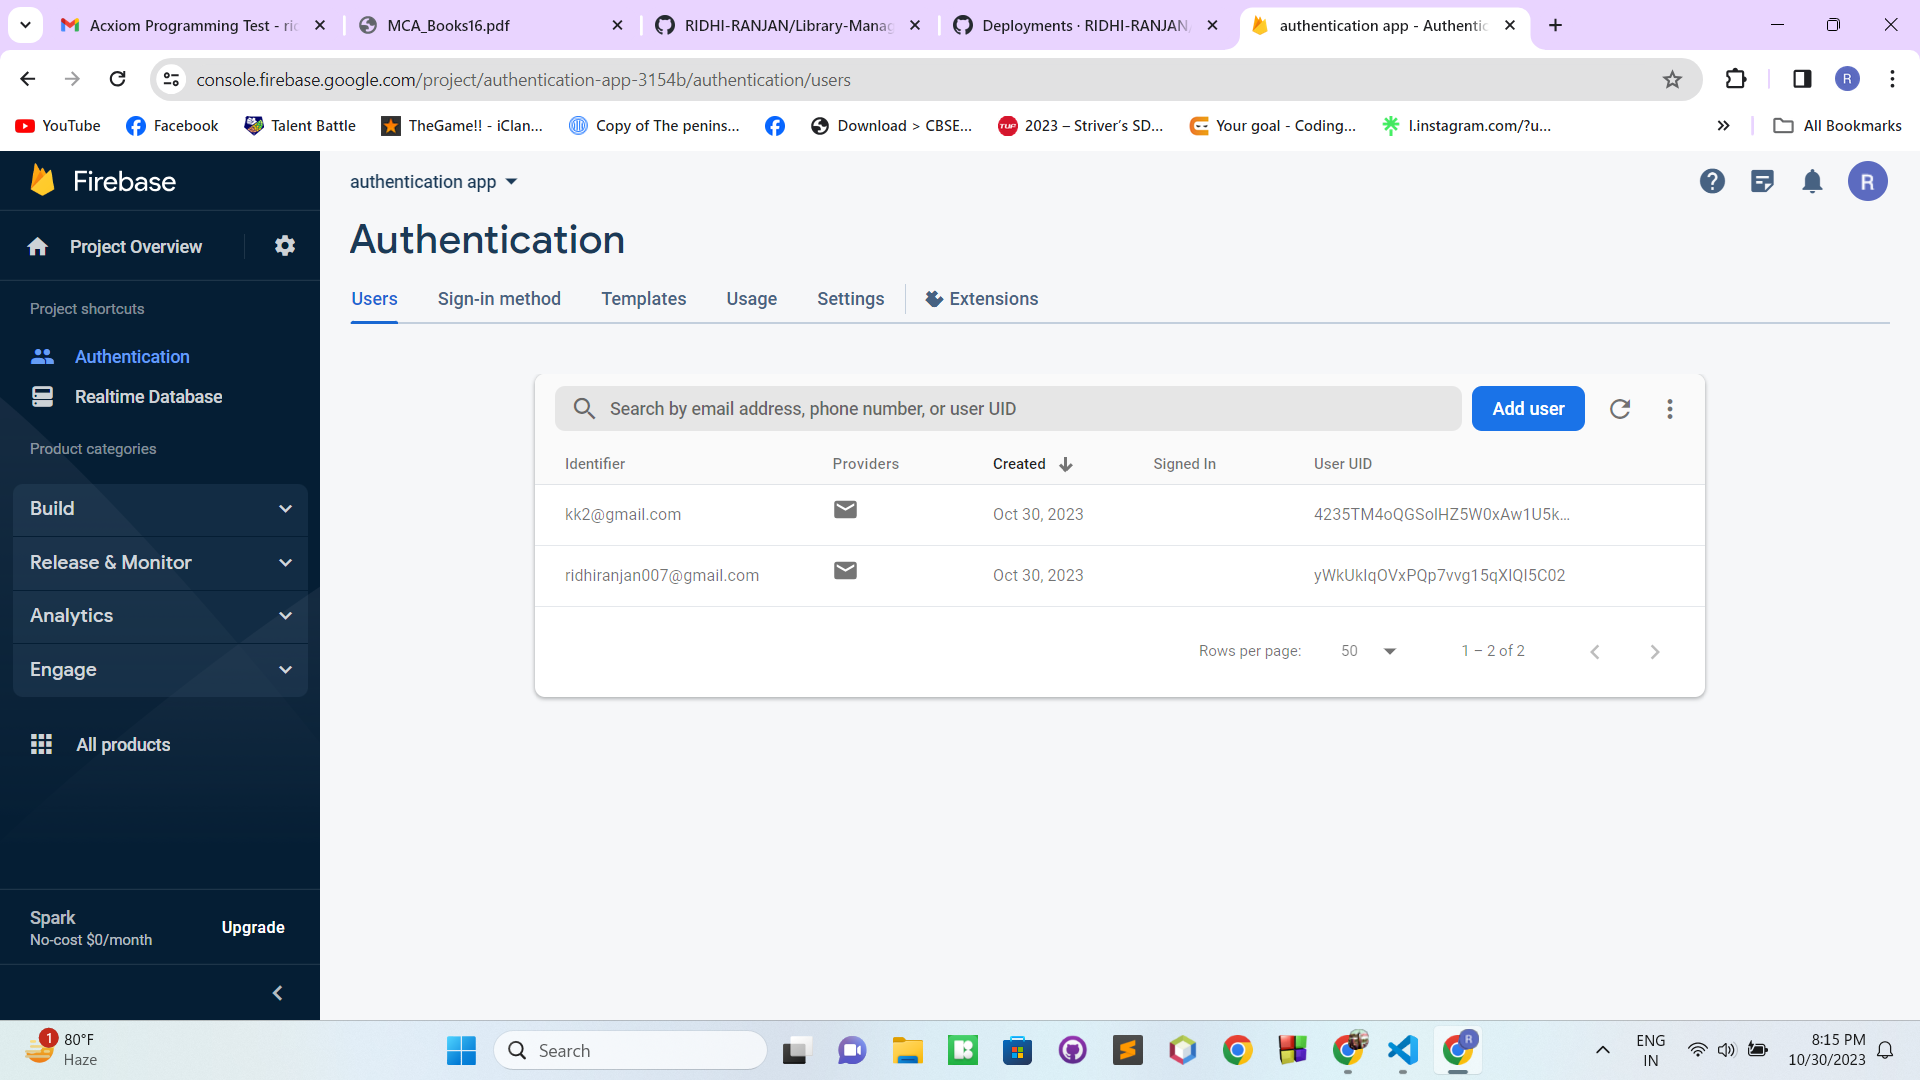 Acxiom Programming Test - ric
MCA_Books16.pdf
RIDHI-RANJAN/Library-Manag
Deployments · RIDHI-RANJAN/
authentication app - Authentic
console.firebase.google.com/project/authentication-app-3154b/authentication/users
R
YouTube
Facebook
Talent Battle
TheGame!! - iClan...
Copy of The penins...
Download > CBSE...
TUF
2023 – Striver's SD...
Your goal - Coding...
l.instagram.com/?u...
All Bookmarks
Firebase
authentication app
R
Project Overview
Authentication
Project shortcuts
Users
Sign-in method
Templates
Usage
Settings
Extensions
Authentication
Realtime Database
Product categories
Search by email address, phone number, or user UID
Add user
Identifier
Providers
Created
Signed In
User UID
kk2@gmail.com
Oct 30, 2023
4235TM4oQGSolHZ5W0xAw1U5k...
ridhiranjan007@gmail.com
Oct 30, 2023
yWkUklqOVxPQp7vvg15qXIQI5C02
Rows per page:
50
1 – 2 of 2
Build
Release & Monitor
Analytics
Engage
All products
Spark
No-cost $0/month
Upgrade
1
80°F
Haze
Search
R
ENG
IN
8:15 PM
10/30/2023